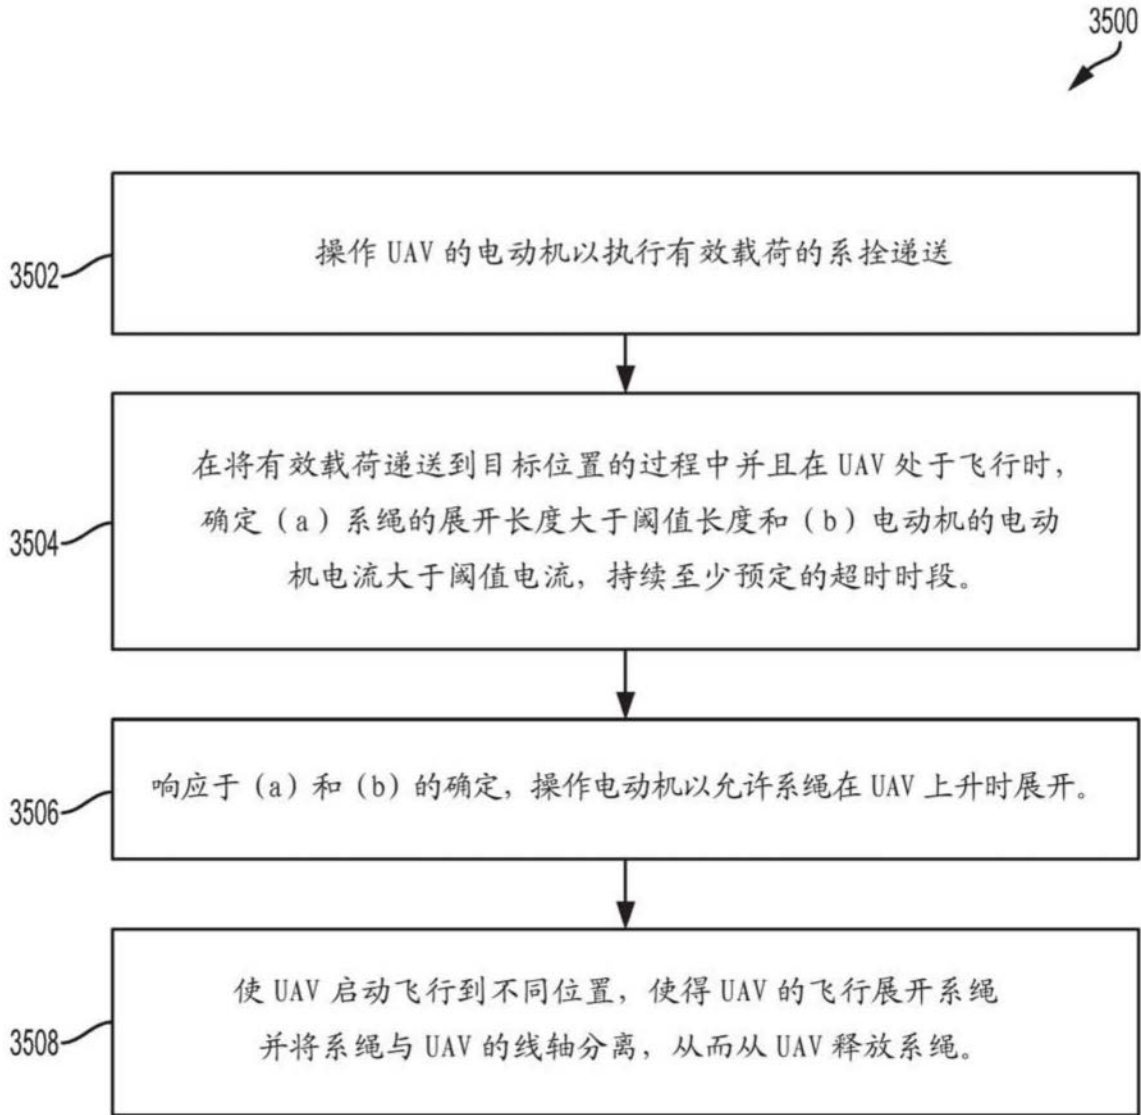 3500
3502
操作 UAV 的电动机以执行有效载荷的系拴递送
3504
在将有效载荷递送到目标位置的过程中并且在 UAV 处于飞行时，
确定（a）系绳的展开长度大于阈值长度和（b）电动机的电动
机电流大于阈值电流，持续至少预定的超时时段。
3506
响应于（a）和（b）的确定，操作电动机以允许系绳在 UAV 上升时展开。
3508
使 UAV 启动飞行到不同位置，使得 UAV 的飞行展开系绳
并将系绳与 UAV 的线轴分离，从而从 UAV 释放系绳。